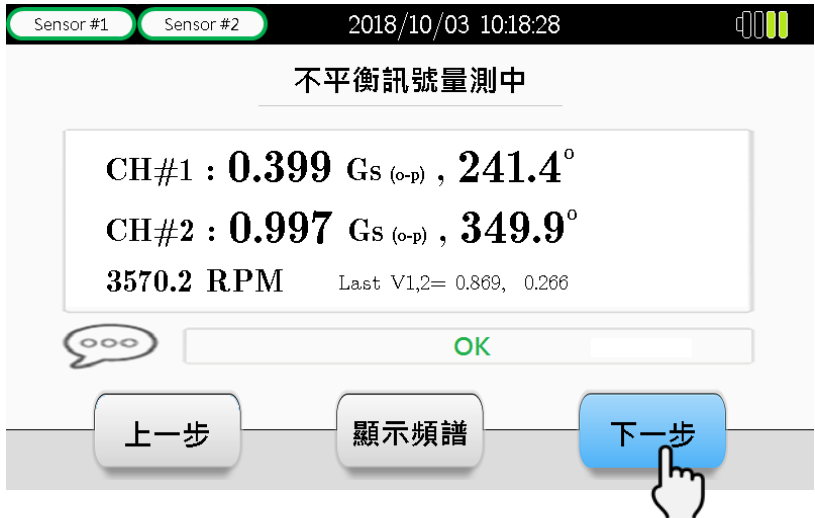 Sensor #1 Sensor #2 2018/10/03 10:18:28
不平衡訊號量測中
CH#1 : 0.399 Gs (o-p) , 241.4°
CH#2 : 0.997 Gs (o-p) , 349.9°
3570.2 RPM Last V1,2= 0.869, 0.266
OK
上一步 顯示頻譜 下一步